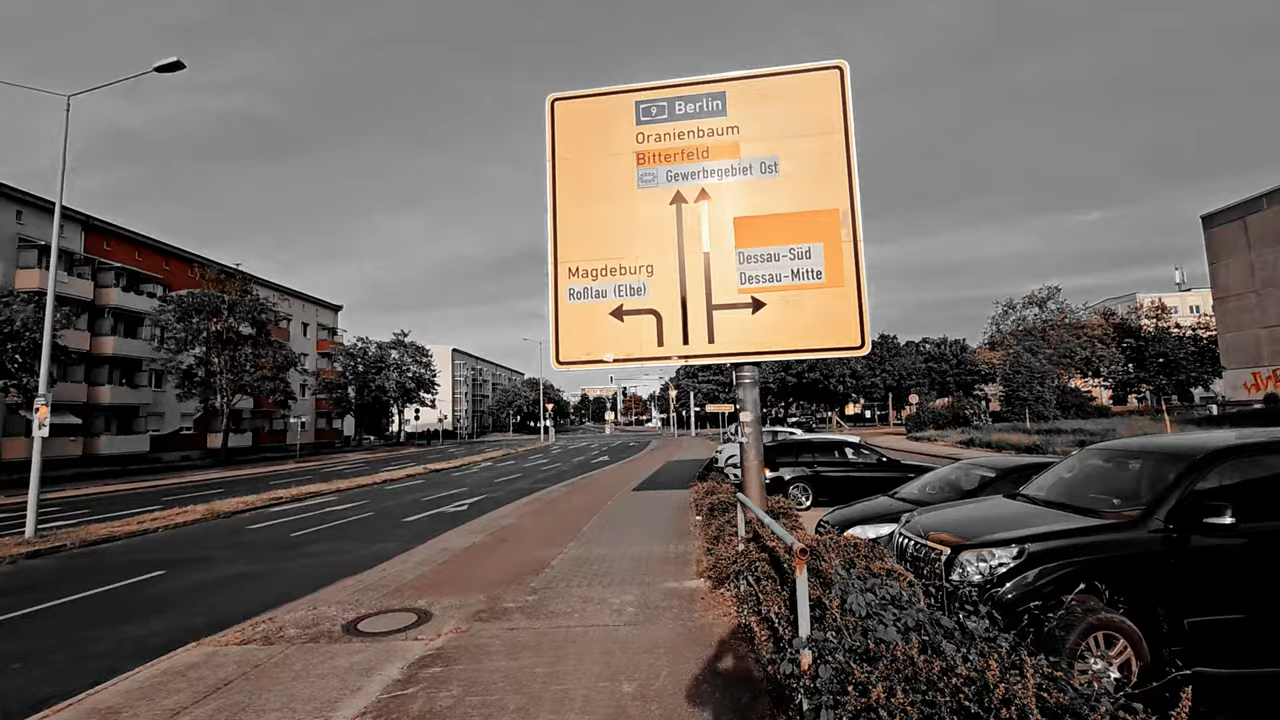 9 Berlin
Oranienbaum
Bitterfeld
Gewerbegebiet Ost
Dessau-Süd
Dessau-Mitte
Magdeburg
Roßlau (Elbe)